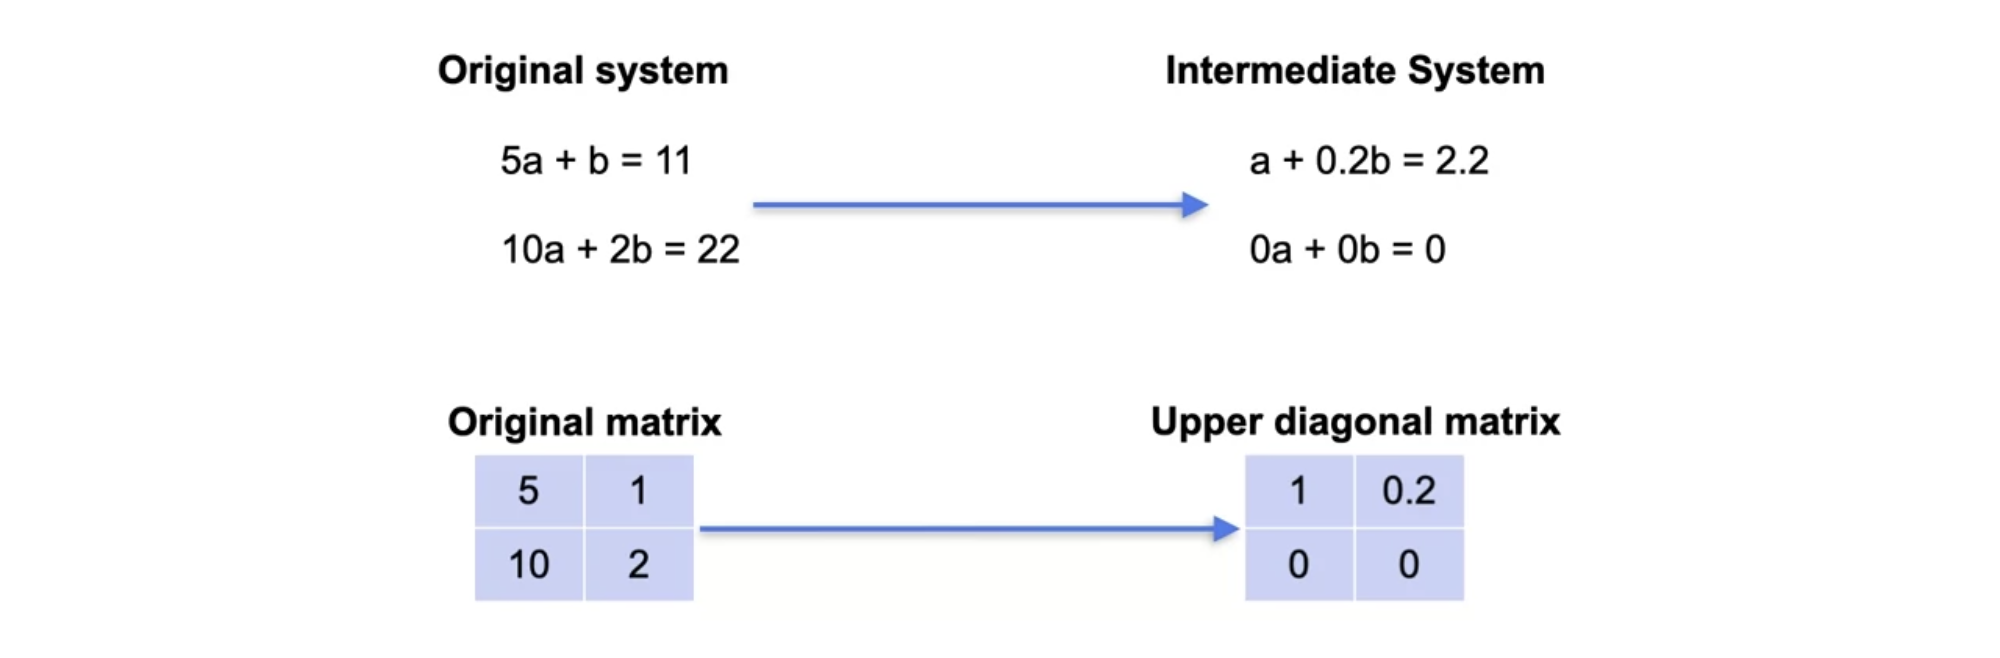 Original system
Intermediate System
5a + b = 11
a + 0.2b = 2.2
10a + 2b = 22
0a + 0b = 0
Original matrix
Upper diagonal matrix
5 1
1 0.2
10 2
0 0